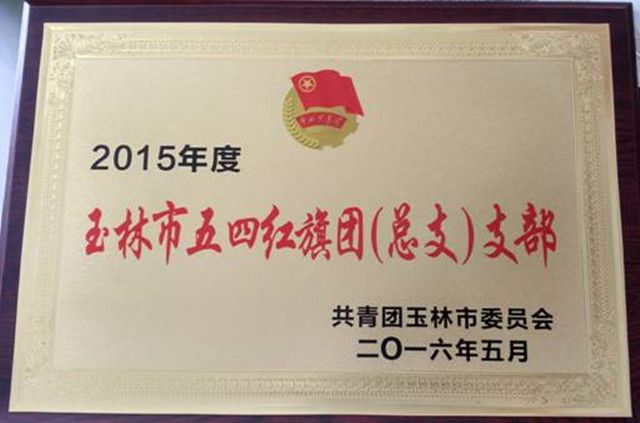 2015年度
玉林市五四红旗团(总支)支部
共青团玉林市委员会
二〇一六年五月